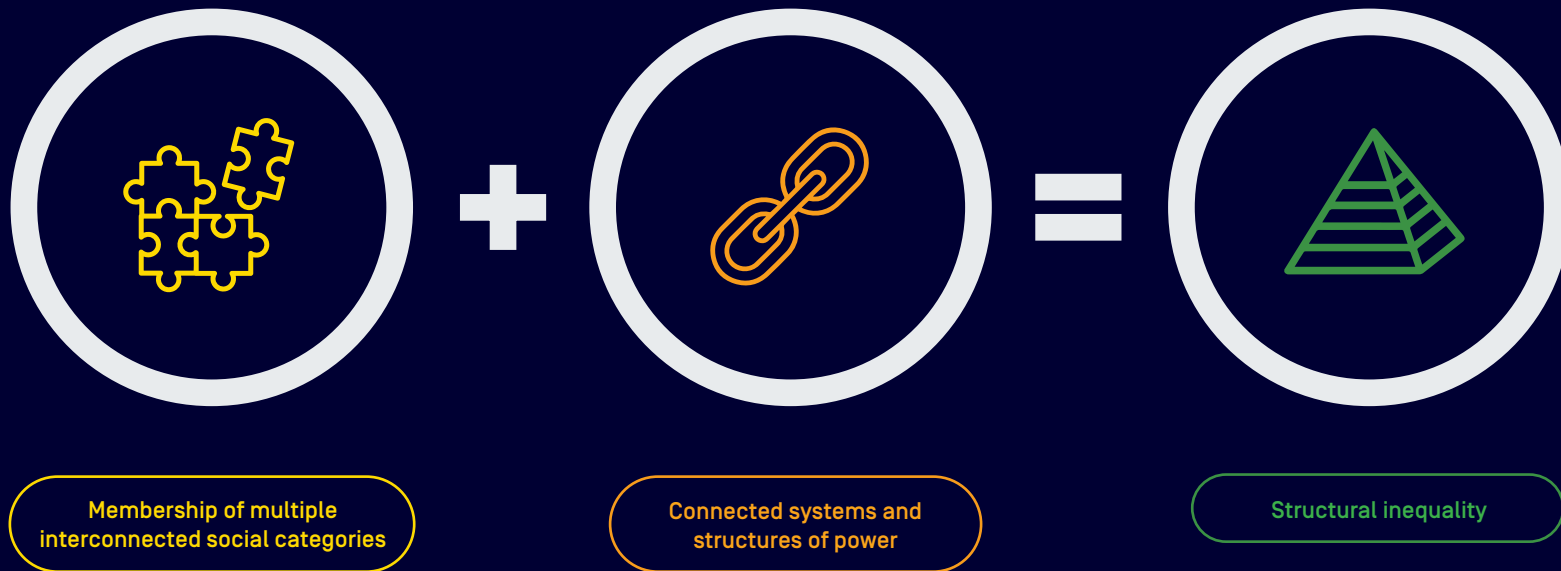 Membership of multiple
interconnected social categories
Connected systems and
structures of power
Structural inequality